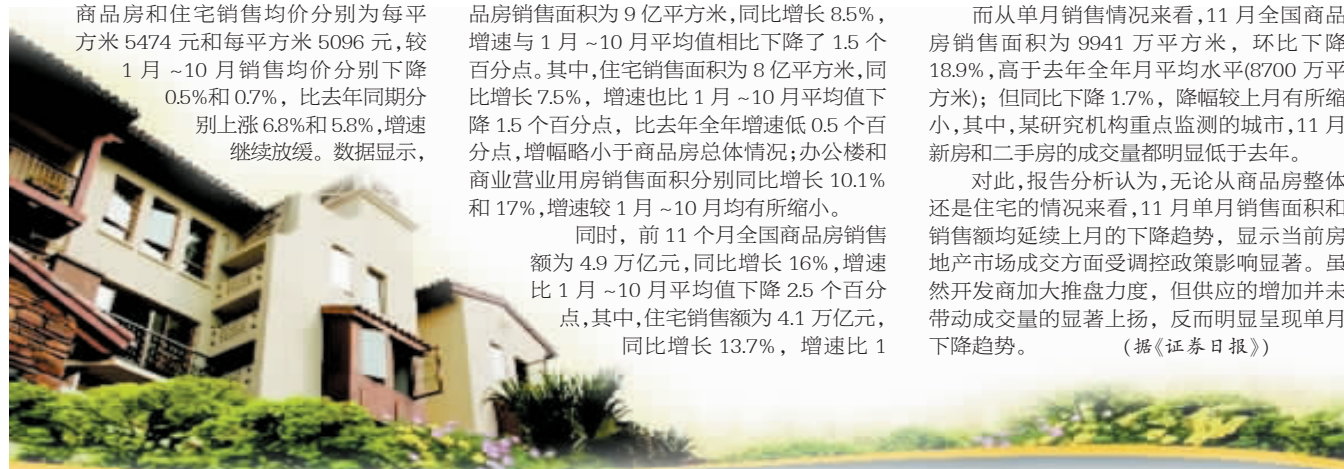 商品房和住宅销售均价分别为每平
方米 5474 元和每平方米 5096 元,较
1 月 ~10 月销售均价分别下降
0.5%和 0.7%，比去年同期分
别上涨 6.8%和 5.8%,增速
继续放缓。数据显示，
品房销售面积为 9 亿平方米,同比增长 8.5%，
增速与 1 月 ~10 月平均值相比下降了 1.5 个
百分点。其中,住宅销售面积为 8 亿平方米,同
比增长 7.5%，增速也比 1 月 ~10 月平均值下
降 1.5 个百分点，比去年全年增速低 0.5 个百
分点,增幅略小于商品房总体情况;办公楼和
商业营业用房销售面积分别同比增长 10.1%
和 17%,增速较 1 月 ~10 月均有所缩小。
同时，前 11 个月全国商品房销售
额为 4.9 万亿元,同比增长 16%,增速
比 1 月 ~10 月平均值下降 2.5 个百分
点,其中,住宅销售额为 4.1 万亿元，
同比增长 13.7%，增速比 1
而从单月销售情况来看,11 月全国商品
房销售面积为 9941 万平方米，环比下降
18.9%,高于去年全年月平均水平(8700 万平
方米)；但同比下降 1.7%，降幅较上月有所缩
小,其中,某研究机构重点监测的城市,11 月
新房和二手房的成交量都明显低于去年。
对此,报告分析认为,无论从商品房整体
还是住宅的情况来看,11 月单月销售面积和
销售额均延续上月的下降趋势，显示当前房
地产市场成交方面受调控政策影响显著。虽
然开发商加大推盘力度，但供应的增加并未
带动成交量的显著上扬，反而明显呈现单月
下降趋势。 (据《证券日报》)